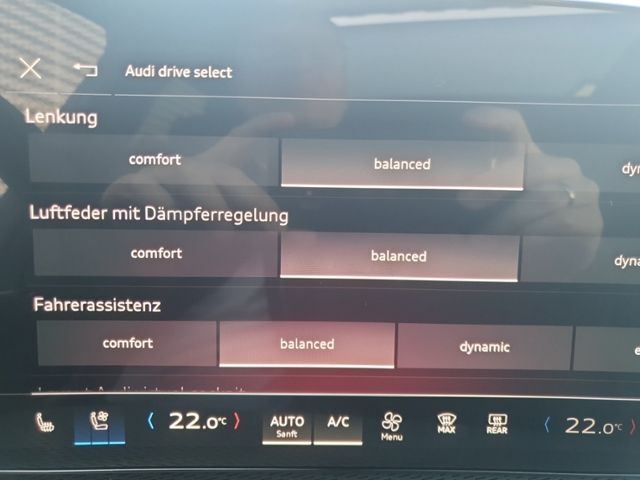 Audi drive select
Lenkung
comfort balanced
Luftfeder mit Dämpferregelung
comfort balanced
Fahrerassistenz
comfort balanced dynamic
22.0°C AUTO A/C MAX REAR 22.0°C
Sanft Menu